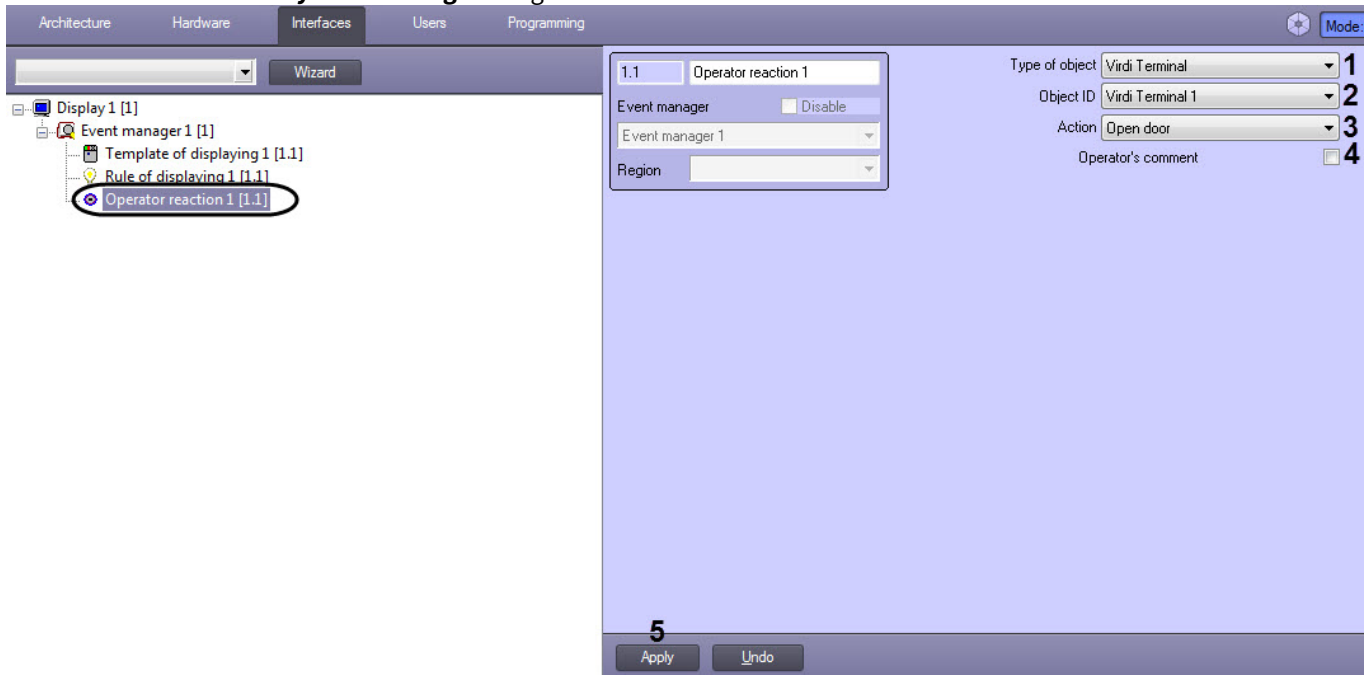 Architecture Hardware Interfaces Users Programming Mode:
Wizard
Display 1 [1]
Event manager 1 [1]
Template of displaying 1 [1.1]
Rule of displaying 1 [1.1]
Operator reaction 1 [1.1]
1.1 Operator reaction 1
Event manager Disable
Event manager 1
Region
Type of object Virdi Terminal 1
Object ID Virdi Terminal 1 2
Action Open door 3
Operator's comment 4
5
Apply Undo